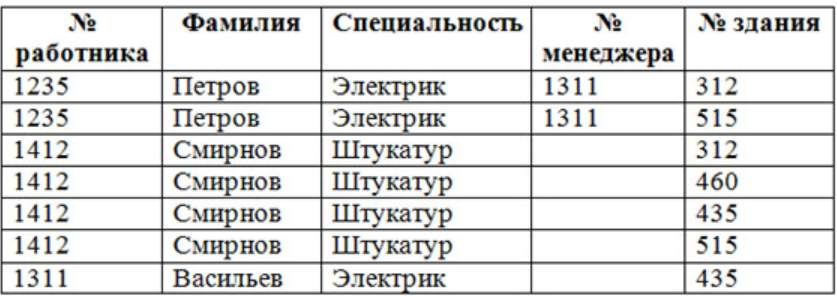 № работника Фамилия Специальность № менеджера № здания
1235 Петров Электрик 1311 312
1235 Петров Электрик 1311 515
1412 Смирнов Штукатур 312
1412 Смирнов Штукатур 460
1412 Смирнов Штукатур 435
1412 Смирнов Штукатур 515
1311 Васильев Электрик 435